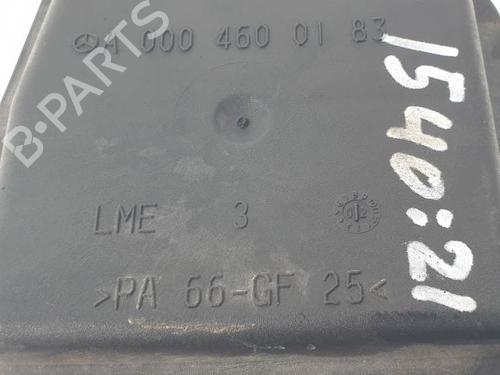 A 000 460 01 83
LME 3
>PA 66-GF 25<
1540:21
B-PARTS